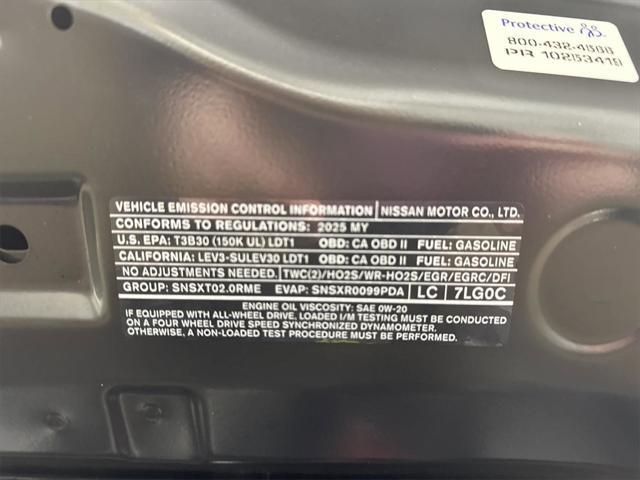 Protective
800-432-4566
PR 10253419
VEHICLE EMISSION CONTROL INFORMATION NISSAN MOTOR CO., LTD.
CONFORMS TO REGULATIONS: 2025 MY
U.S. EPA: T3B30 (150K UL) LDT1 OBD: CA OBD II FUEL: GASOLINE
CALIFORNIA: LEV3-SULEV30 LDT1 OBD: CA OBD II FUEL: GASOLINE
NO ADJUSTMENTS NEEDED. TWC(2)/HO2S/WR-HO2S/EGR/EGRC/DFI
GROUP: SNSXT02.0RME EVAP: SNSXR0099PDA LC 7LG0C
ENGINE OIL VISCOSITY: SAE 0W-20
IF EQUIPPED WITH ALL-WHEEL DRIVE, LOADED I/M TESTING MUST BE CONDUCTED
ON A FOUR WHEEL DRIVE SPEED SYNCHRONIZED DYNAMOMETER.
OTHERWISE, A NON-LOADED TEST PROCEDURE MUST BE CONDUCTED